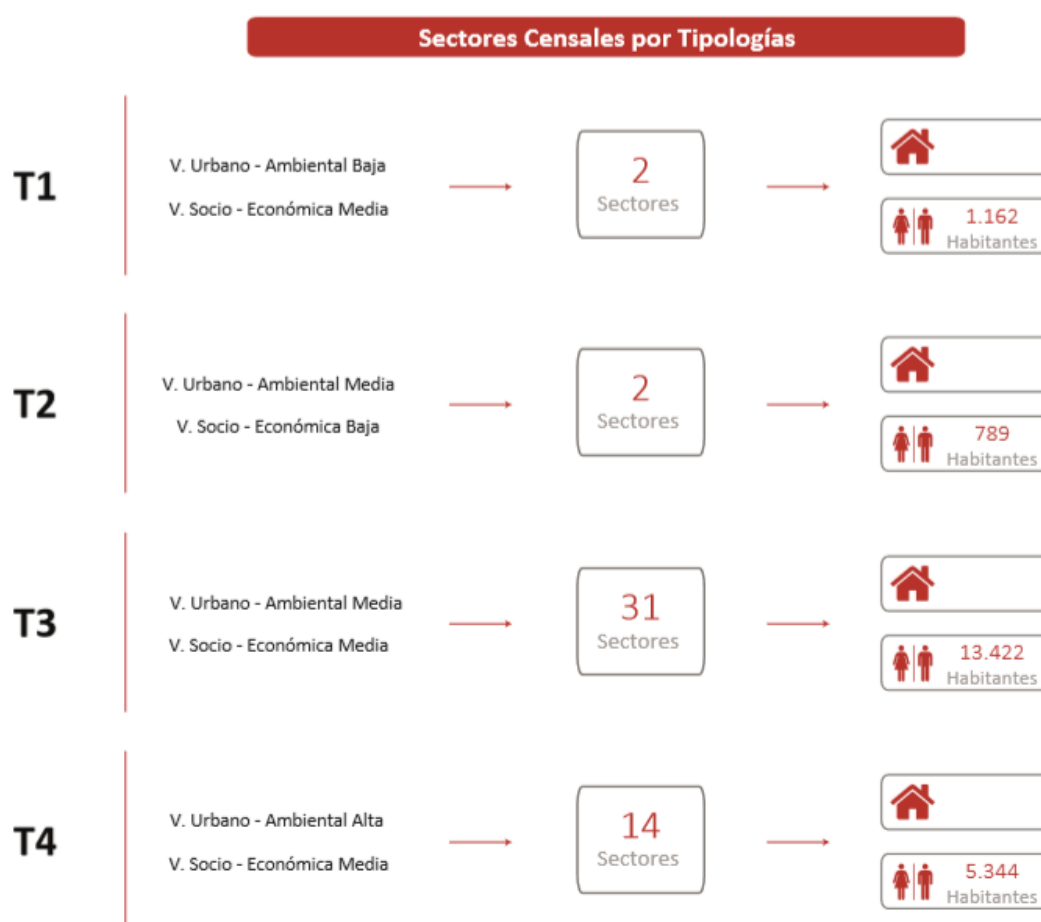 Sectores Censales por Tipologías
T1
V. Urbano - Ambiental Baja
V. Socio - Económica Media
2
Sectores
1.162
Habitantes
T2
V. Urbano - Ambiental Media
V. Socio - Económica Baja
2
Sectores
789
Habitantes
T3
V. Urbano - Ambiental Media
V. Socio - Económica Media
31
Sectores
13.422
Habitantes
T4
V. Urbano - Ambiental Alta
V. Socio - Económica Media
14
Sectores
5.344
Habitantes